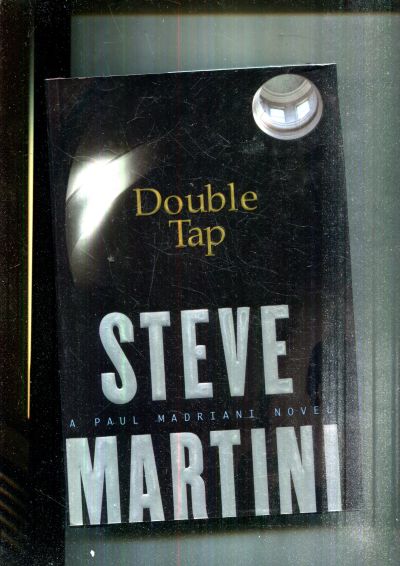 Double
Tap
STEVE
A PAUL MADRIANI NOVEL
MARTINI